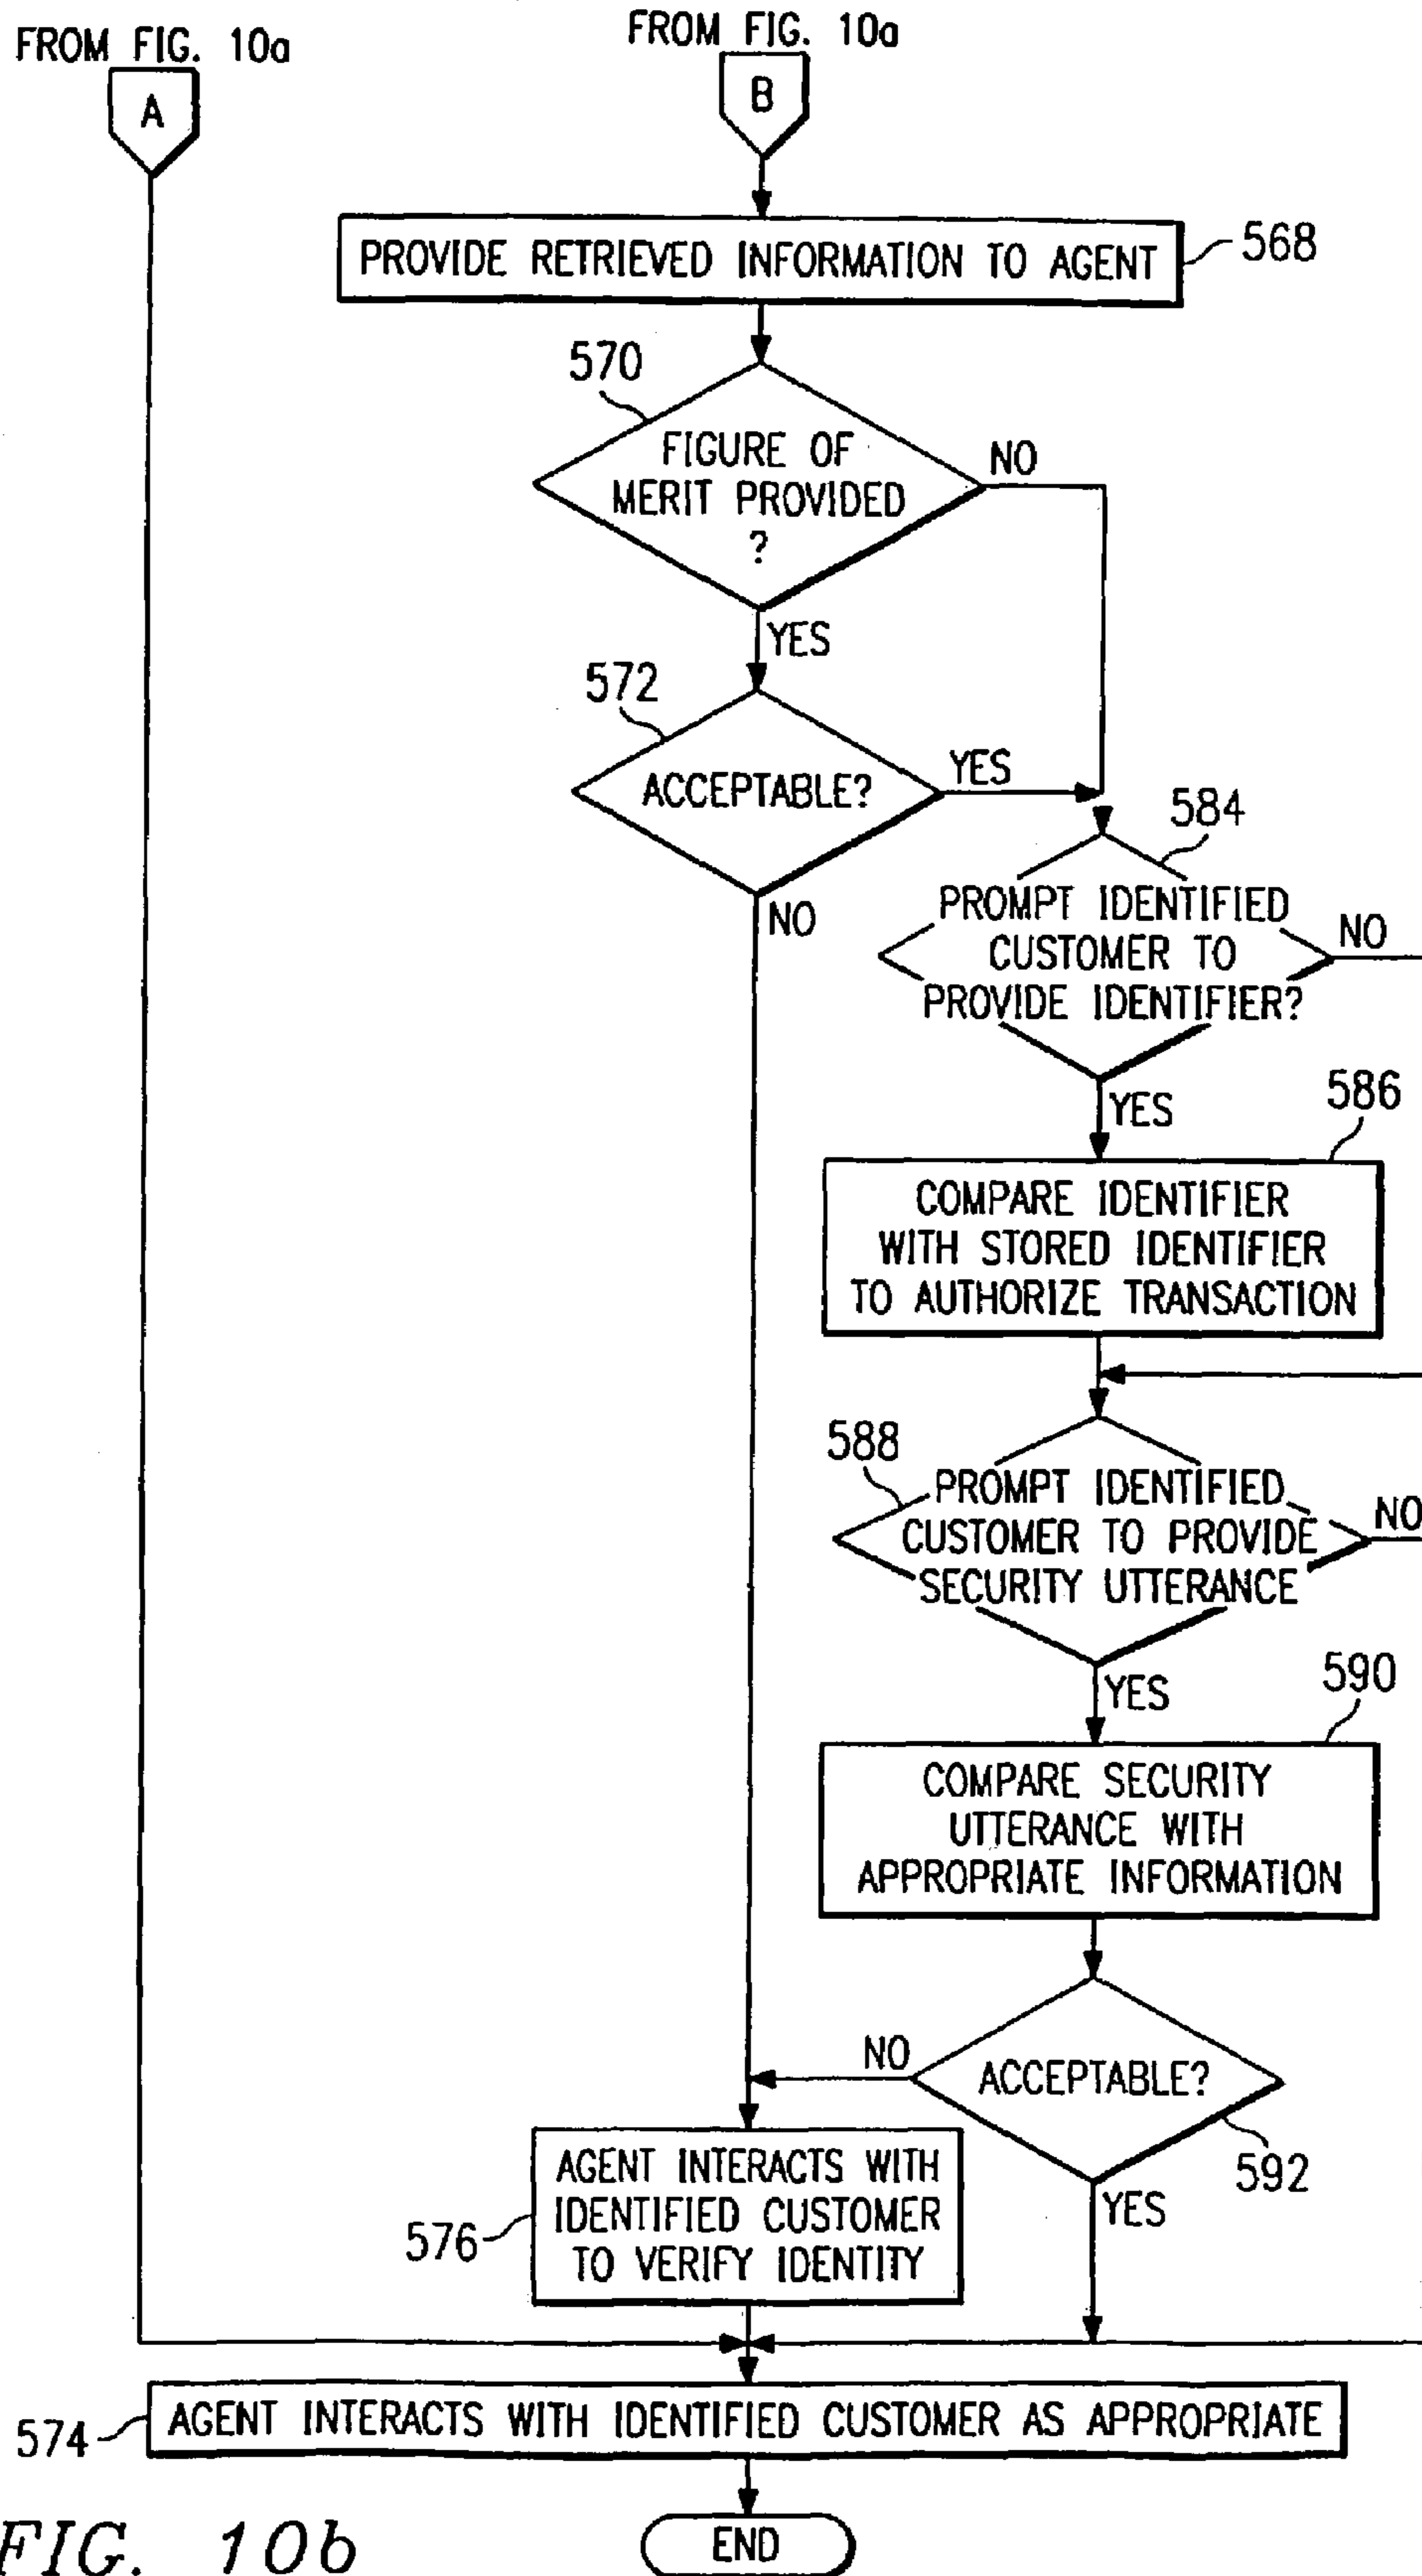 FROM FIG. 10a
A
FROM FIG. 10a
B
PROVIDE RETRIEVED INFORMATION TO AGENT
568
570
FIGURE OF
MERIT PROVIDED
?
NO
YES
572
ACCEPTABLE?
YES
NO
584
PROMPT IDENTIFIED
CUSTOMER TO
PROVIDE IDENTIFIER?
NO
YES
586
COMPARE IDENTIFIER
WITH STORED IDENTIFIER
TO AUTHORIZE TRANSACTION
588
PROMPT IDENTIFIED
CUSTOMER TO PROVIDE
SECURITY UTTERANCE
NO
YES
590
COMPARE SECURITY
UTTERANCE WITH
APPROPRIATE INFORMATION
NO
ACCEPTABLE?
592
YES
AGENT INTERACTS WITH
IDENTIFIED CUSTOMER
TO VERIFY IDENTITY
576
574
AGENT INTERACTS WITH IDENTIFIED CUSTOMER AS APPROPRIATE
END
FIG. 10b